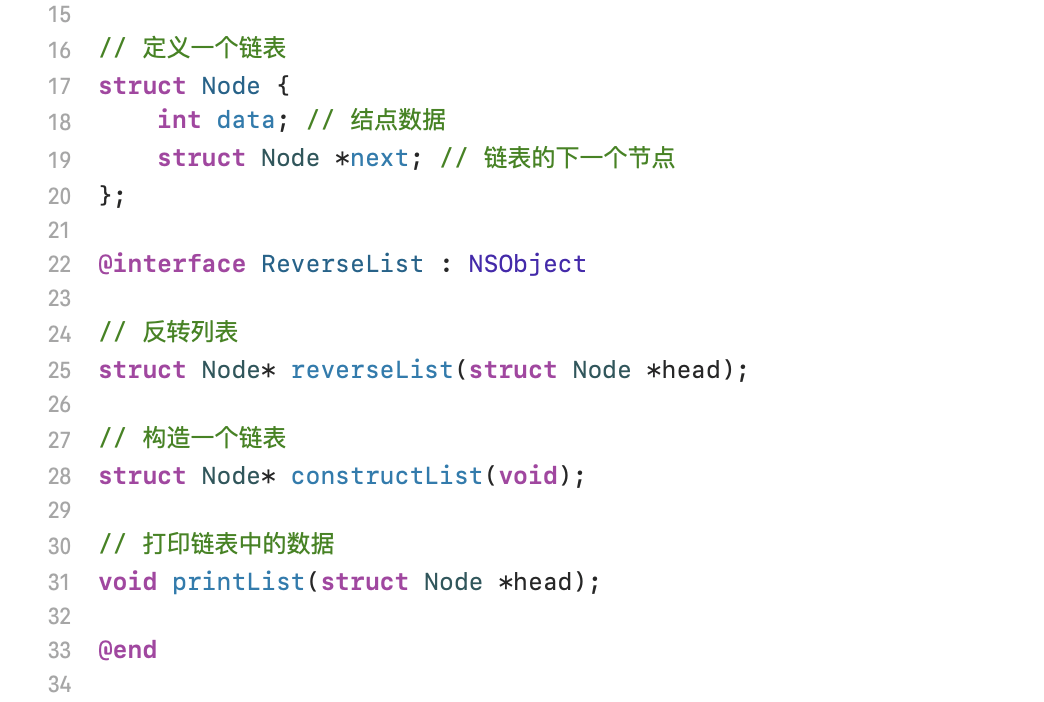 15
16 // 定义一个链表
17 struct Node {
18     int data; // 结点数据
19     struct Node *next; // 链表的下一个节点
20 };
21
22 @interface ReverseList : NSObject
23
24 // 反转列表
25 struct Node* reverseList(struct Node *head);
26
27 // 构造一个链表
28 struct Node* constructList(void);
29
30 // 打印链表中的数据
31 void printList(struct Node *head);
32
33 @end
34